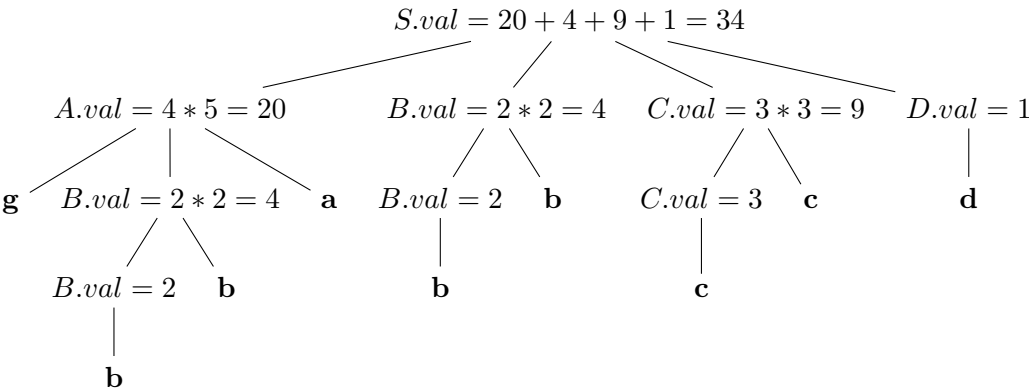 S.val = 20 + 4 + 9 + 1 = 34
A.val = 4 ∗ 5 = 20 B.val = 2 ∗ 2 = 4 C.val = 3 ∗ 3 = 9 D.val = 1
g B.val = 2 ∗ 2 = 4 a B.val = 2 b C.val = 3 c d
B.val = 2 b b c
b